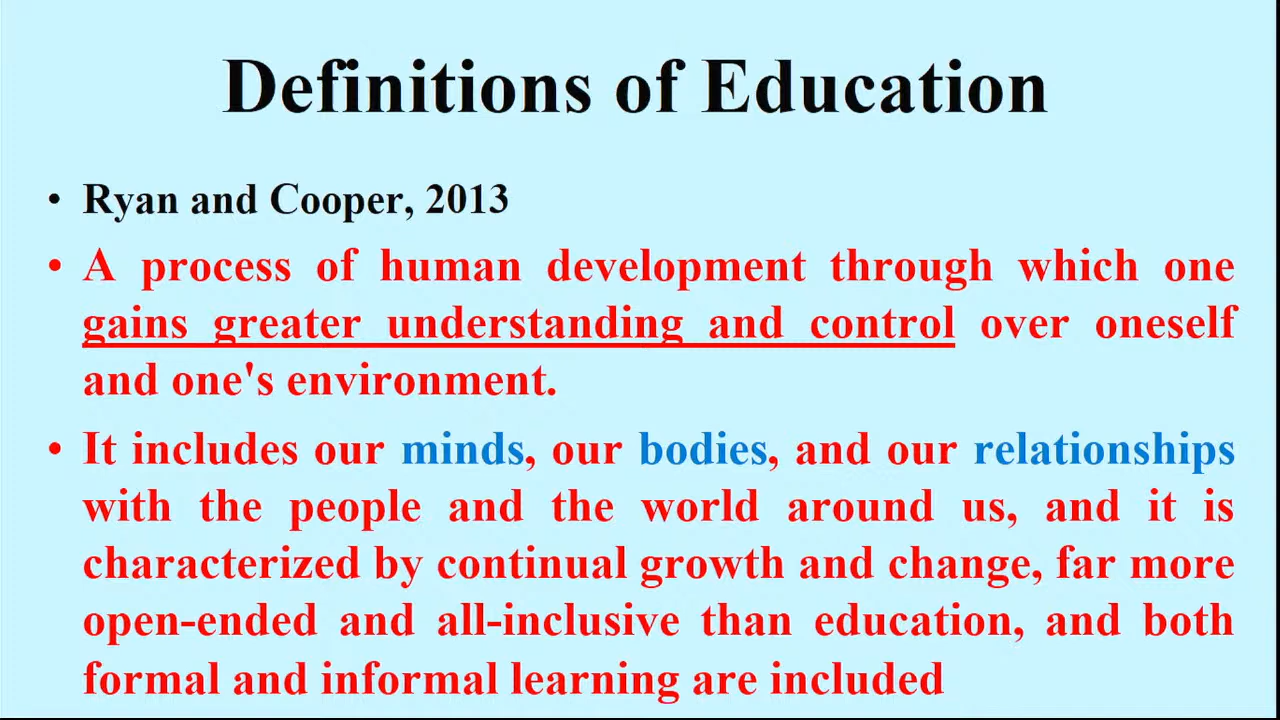 Definitions of Education
• Ryan and Cooper, 2013
• A process of human development through which one
gains greater understanding and control over oneself
and one's environment.
• It includes our minds, our bodies, and our relationships
with the people and the world around us, and it is
characterized by continual growth and change, far more
open-ended and all-inclusive than education, and both
formal and informal learning are included